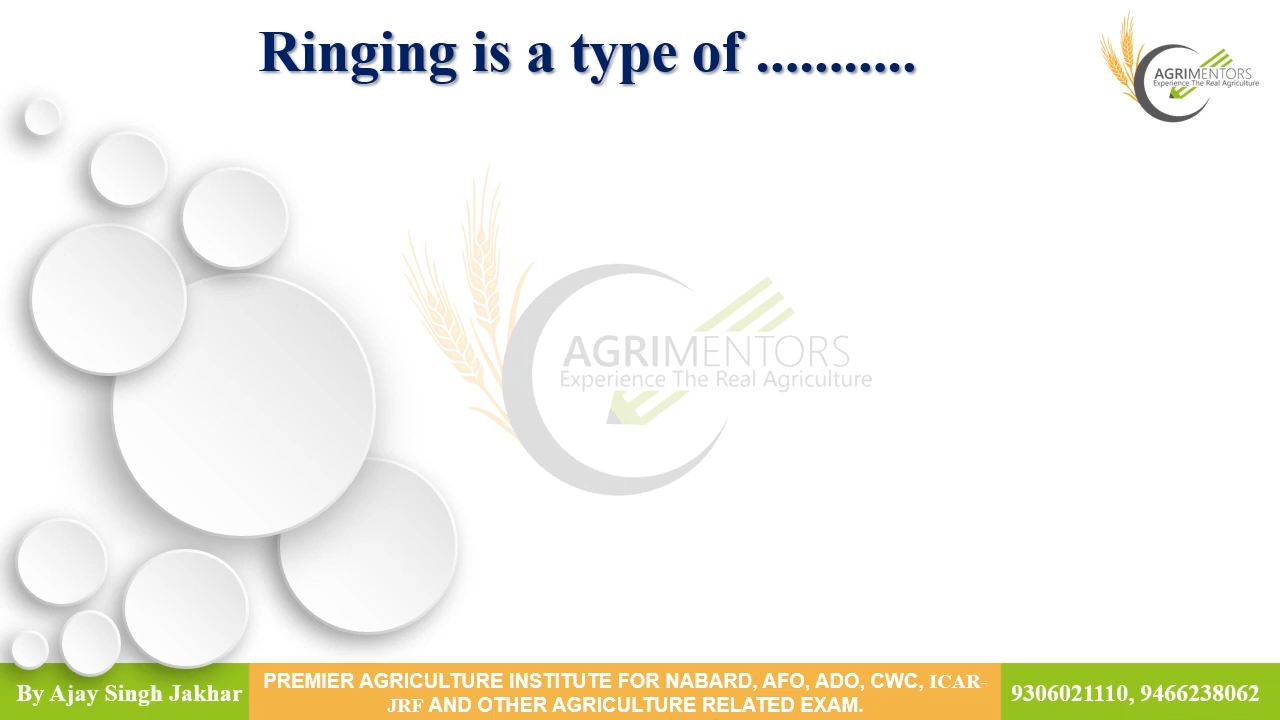 Ringing is a type of ...........
AGRIMENTORS
Experience The Real Agriculture
AGRIMENTORS
Experience The Real Agriculture
By Ajay Singh Jakhar
PREMIER AGRICULTURE INSTITUTE FOR NABARD, AFO, ADO, CWC, ICAR-
JRF AND OTHER AGRICULTURE RELATED EXAM.
9306021110, 9466238062